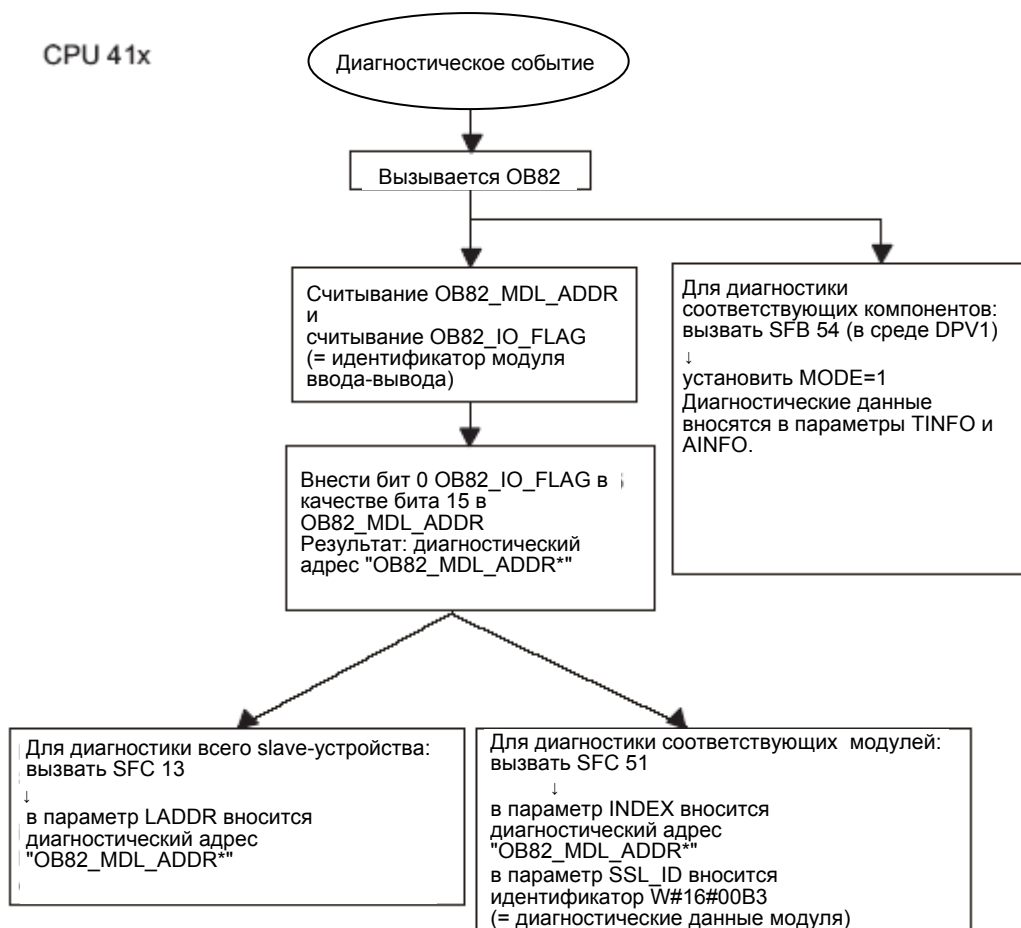 CPU 41x
Диагностическое событие
Вызывается OB82
Считывание OB82_MDL_ADDR
и
считывание OB82_IO_FLAG
(= идентификатор модуля
ввода-вывода)
Для диагностики
соответствующих компонентов:
вызвать SFB 54 (в среде DPV1)
↓
установить MODE=1
Диагностические данные
вносятся в параметры TINFO и
AINFO.
Внести бит 0 OB82_IO_FLAG в
качестве бита 15 в
OB82_MDL_ADDR
Результат: диагностический
адрес "OB82_MDL_ADDR*"
Для диагностики всего slave-устройства:
вызвать SFC 13
↓
в параметр LADDR вносится
диагностический адрес
"OB82_MDL_ADDR*"
Для диагностики соответствующих модулей:
вызвать SFC 51
↓
в параметр INDEX вносится
диагностический адрес
"OB82_MDL_ADDR*"
в параметр SSL_ID вносится
идентификатор W#16#00B3
(= диагностические данные модуля)